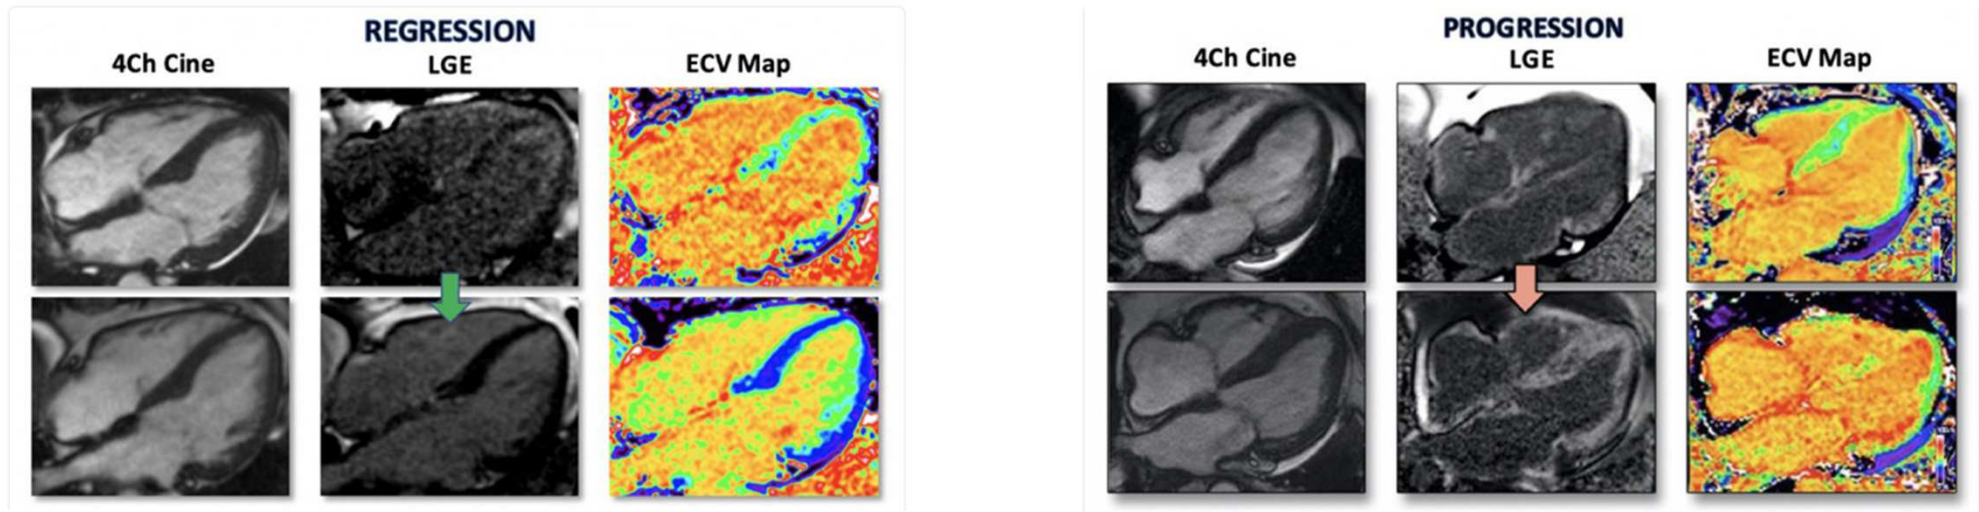 REGRESSION
4Ch Cine LGE ECV Map
PROGRESSION
4Ch Cine LGE ECV Map